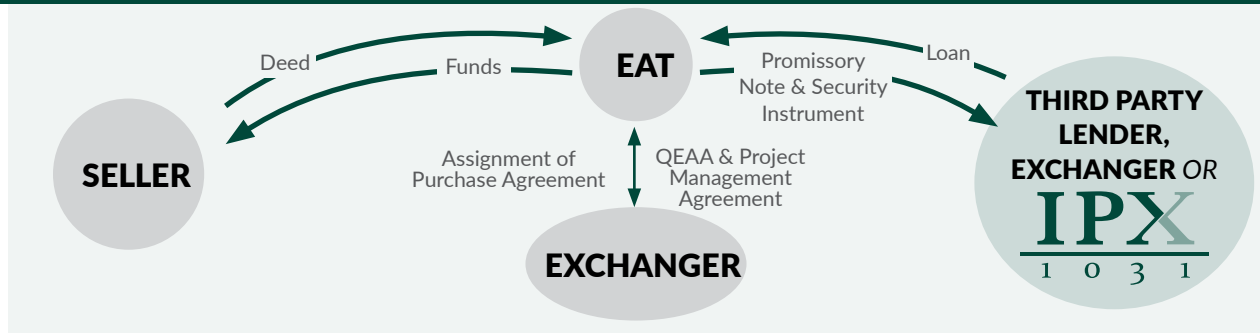 Deed
Funds
EAT
Promissory
Note & Security
Instrument
Loan
SELLER
Assignment of
Purchase Agreement
QEAA & Project
Management
Agreement
EXCHANGER
THIRD PARTY
LENDER,
EXCHANGER OR
IPX
1031